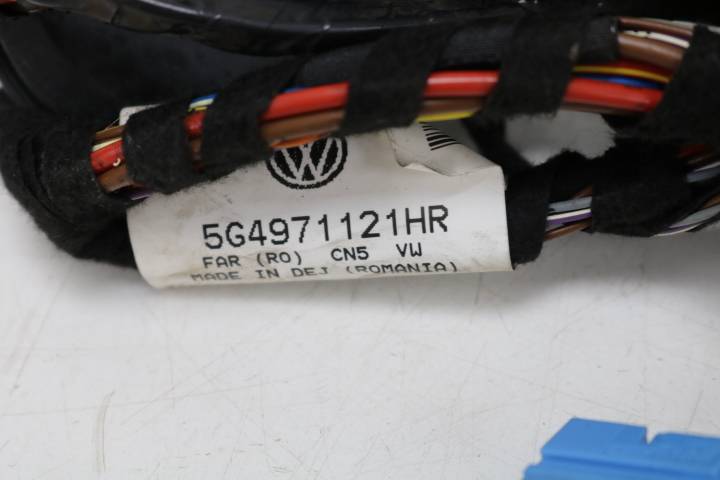 5G4971121HR
FAR (RO) CN5 VW
MADE IN DEJ (ROMANIA)